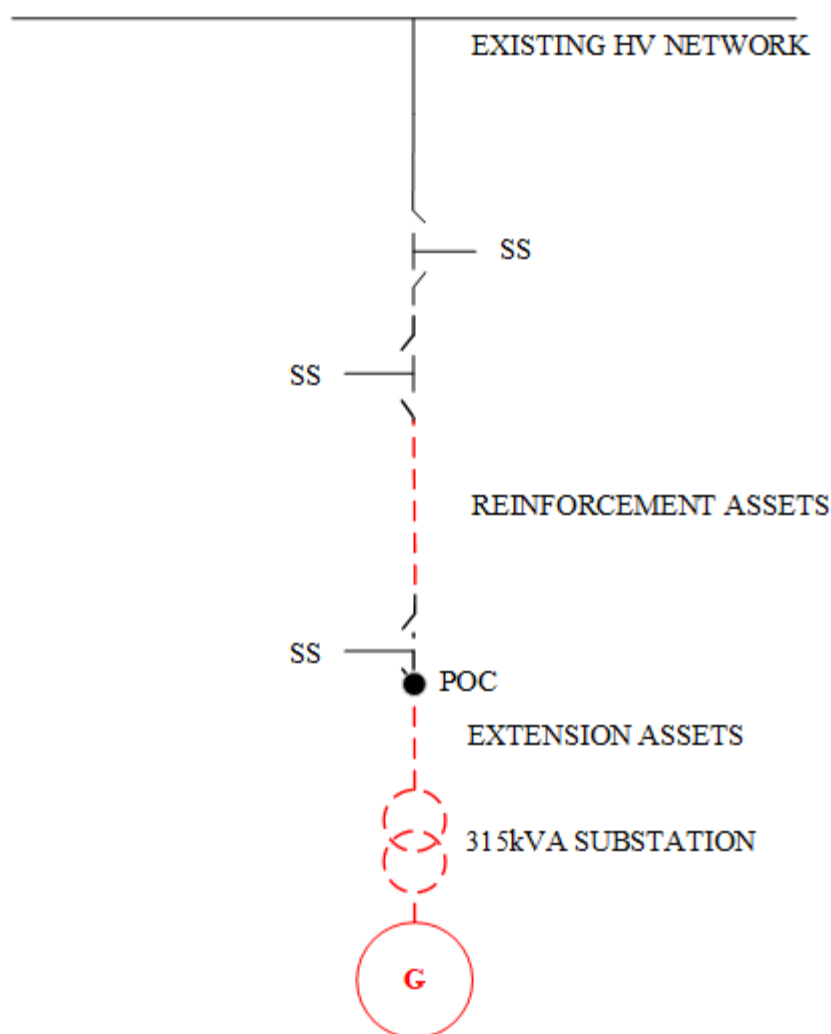 EXISTING HV NETWORK
SS
SS
REINFORCEMENT ASSETS
SS
POC
EXTENSION ASSETS
315kVA SUBSTATION
G